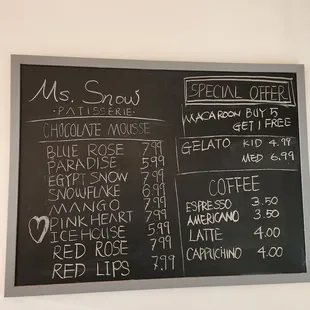 Ms. Snow
·PATISSERIE·
CHOCOLATE MOUSSE
BLUE ROSE 7.99
PARADISE 5.99
EGYPT SNOW 7.99
SNOWFLAKE 6.99
MANGO 7.99
PINK HEART 7.99
ICE HOUSE 5.99
RED ROSE 7.99
RED LIPS 7.99
SPECIAL OFFER
MACAROON BUY 5
GET 1 FREE
GELATO KID 4.99
MED 6.99
COFFEE
ESPRESSO 3.50
AMERICANO 3.50
LATTE 4.00
CAPPUCHINO 4.00